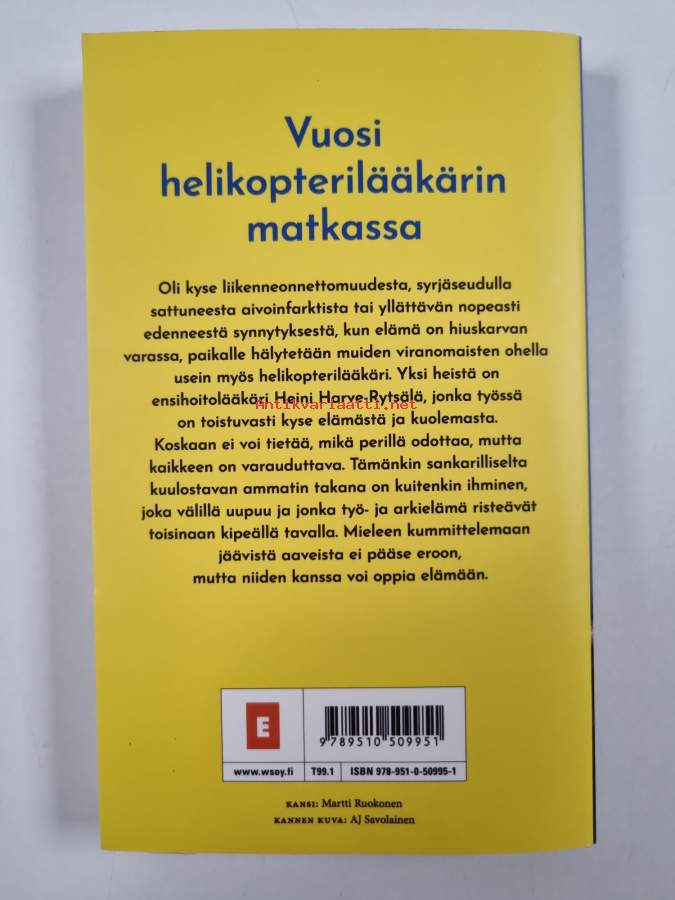 Vuosi
helikopterilääkärin
matkassa
Oli kyse liikenneonnettomuudesta, syrjäseudulla
sattuneesta aivoinfarktista tai yllättävän nopeasti
edenneestä synnytyksestä, kun elämä on hiuskarvan
varassa, paikalle hälytetään muiden viranomaisten ohella
usein myös helikopterilääkäri. Yksi heistä on
ensihoitolääkäri Heini Harve-Rytsälä, jonka työssä
Antikvariaatti.net
on toistuvasti kyse elämästä ja kuolemasta.
Koskaan ei voi tietää, mikä perillä odottaa, mutta
kaikkeen on varauduttava. Tämänkin sankarilliselta
kuulostavan ammatin takana on kuitenkin ihminen,
joka välillä uupuu ja jonka työ- ja arkielämä risteävät
toisinaan kipeällä tavalla. Mieleen kummittelemaan
jäävistä aaveista ei pääse eroon,
mutta niiden kanssa voi oppia elämään.
E
9 789510 509951
www.wsoy.fi T99.1 ISBN 978-951-0-50995-1
KANSI: Martti Ruokonen
KANNEN KUVA: AJ Savolainen